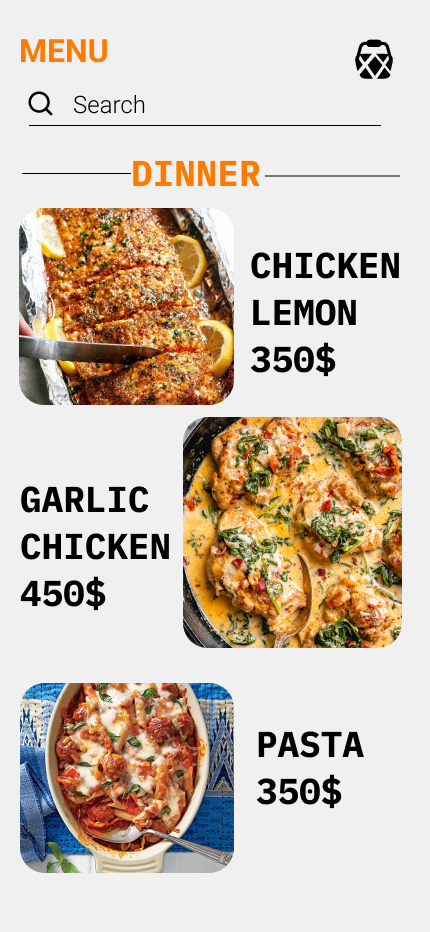 MENU
Search
DINNER
CHICKEN
LEMON
350$
GARLIC
CHICKEN
450$
PASTA
350$